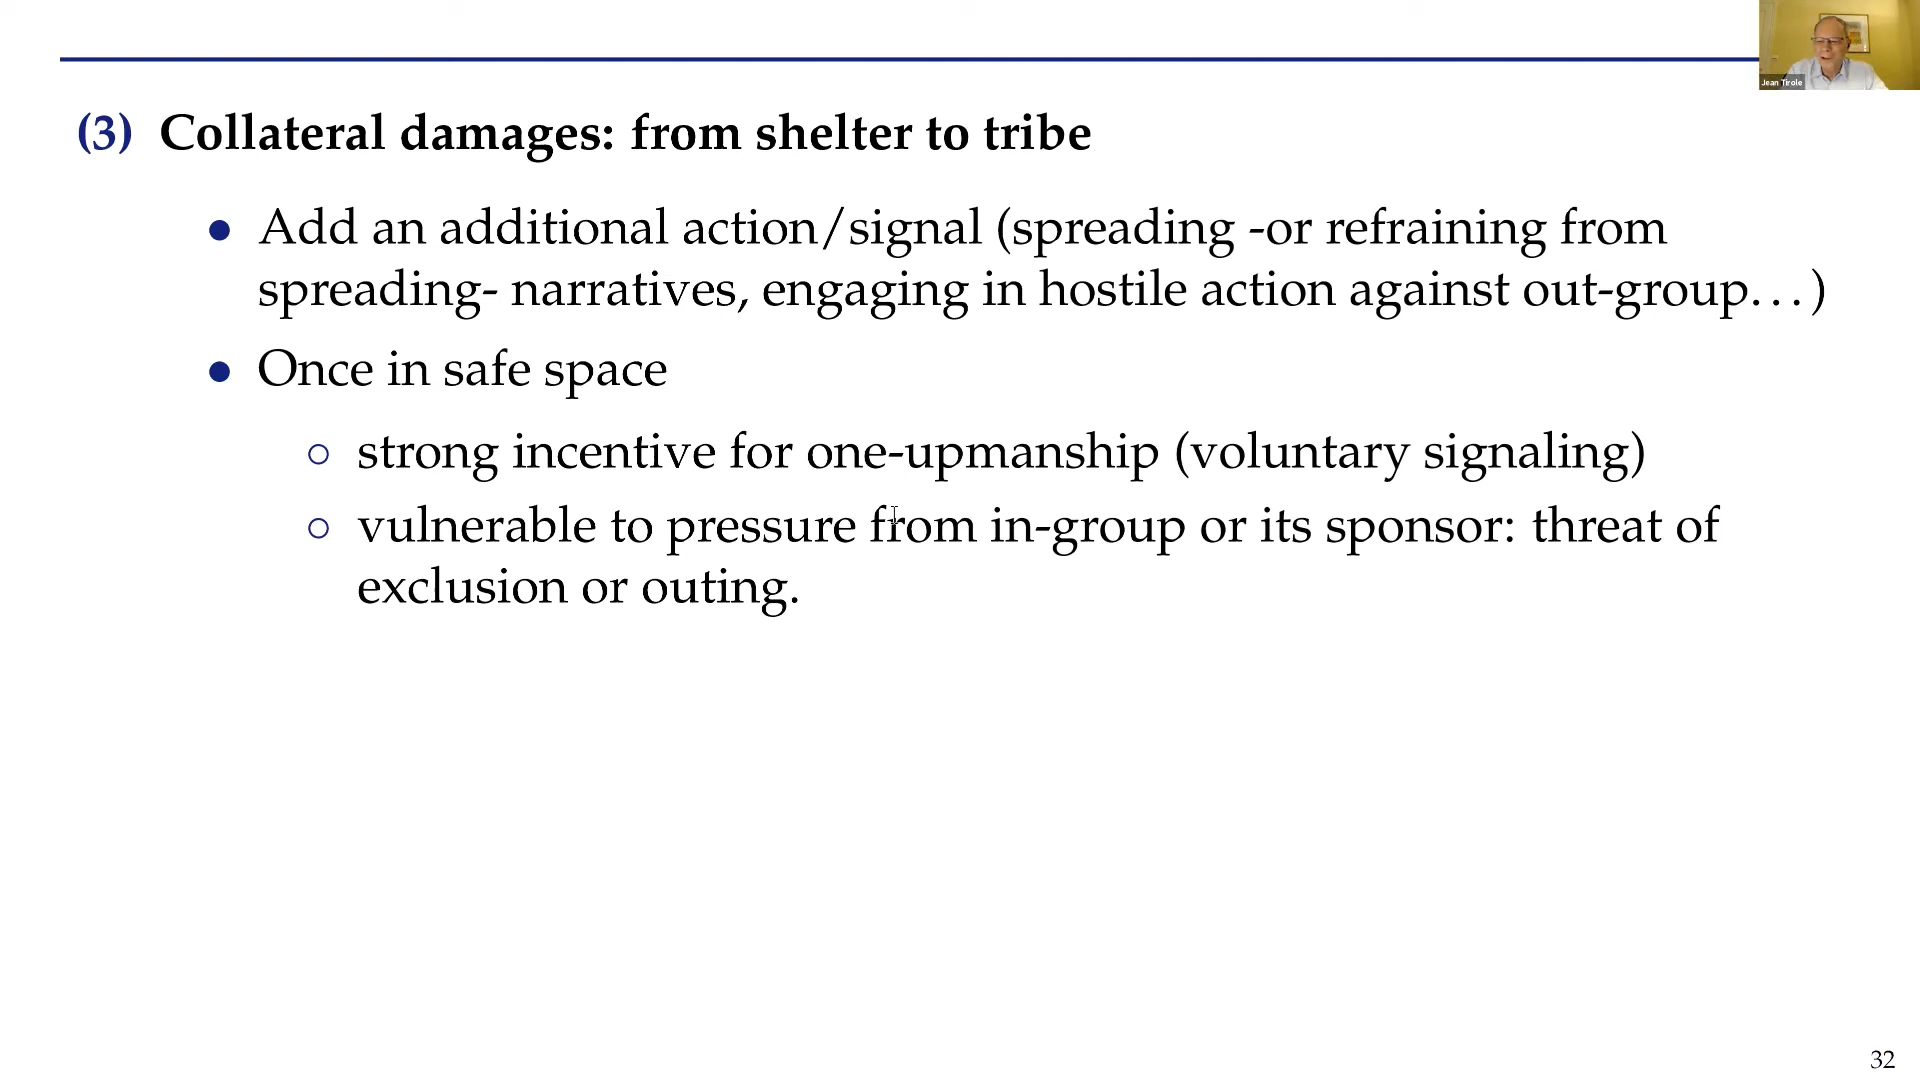 Jean Tirole
(3) Collateral damages: from shelter to tribe
● Add an additional action/signal (spreading -or refraining from
spreading- narratives, engaging in hostile action against out-group...)
● Once in safe space
○ strong incentive for one-upmanship (voluntary signaling)
○ vulnerable to pressure from in-group or its sponsor: threat of
exclusion or outing.
32